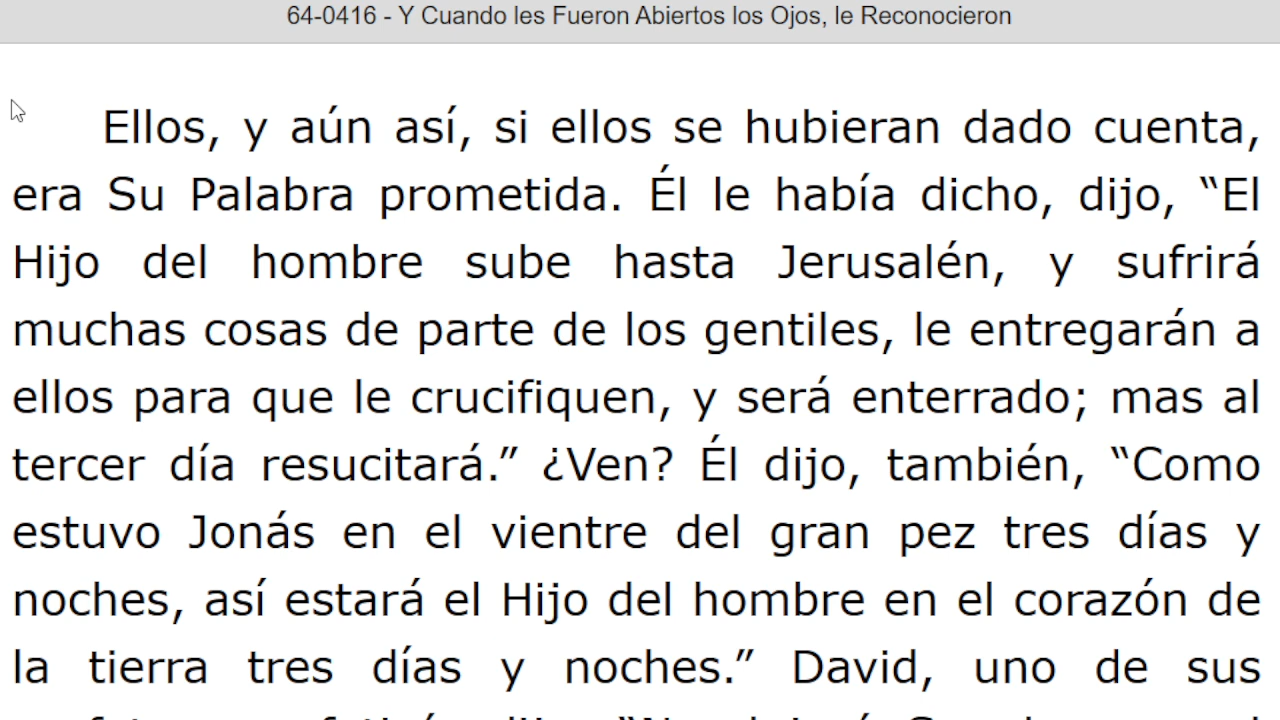 64-0416 - Y Cuando les Fueron Abiertos los Ojos, le Reconocieron
Ellos, y aún así, si ellos se hubieran dado cuenta,
era Su Palabra prometida. Él le había dicho, dijo, “El
Hijo del hombre sube hasta Jerusalén, y sufrirá
muchas cosas de parte de los gentiles, le entregarán a
ellos para que le crucifiquen, y será enterrado; mas al
tercer día resucitará.” ¿Ven? Él dijo, también, “Como
estuvo Jonás en el vientre del gran pez tres días y
noches, así estará el Hijo del hombre en el corazón de
la tierra tres días y noches.” David, uno de sus